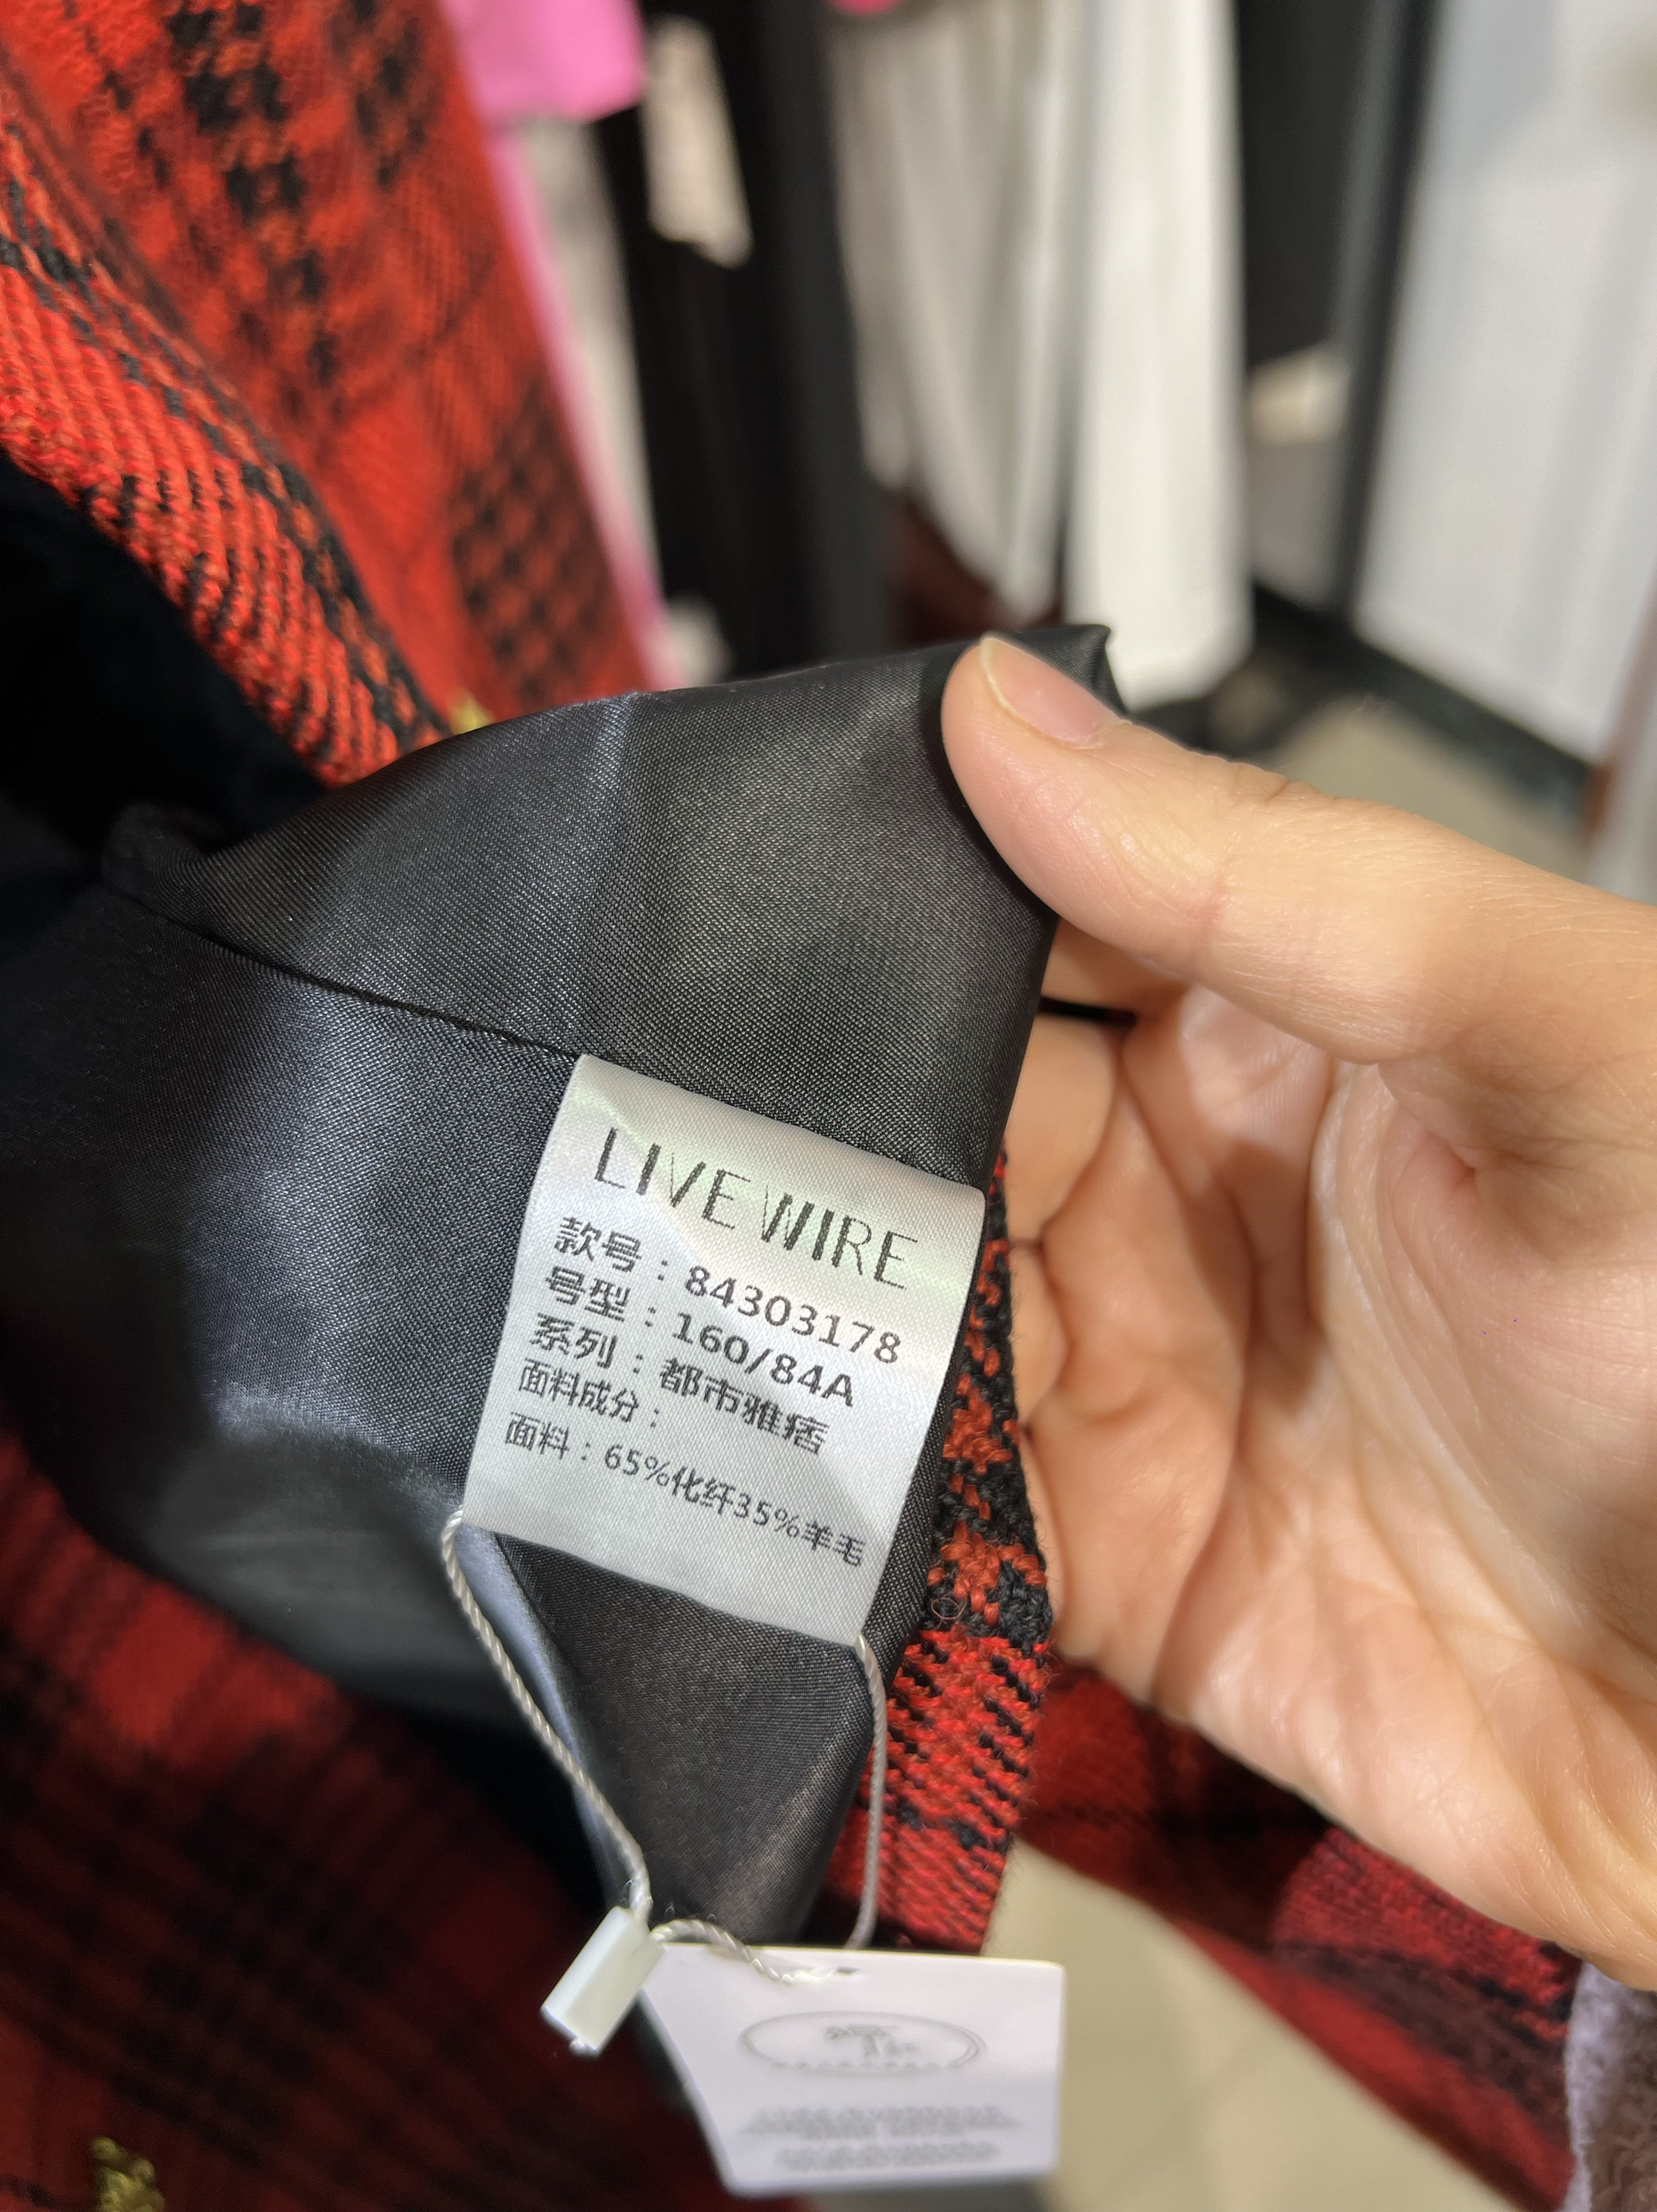 LIVE WIRE
款号：84303178
号型：160/84A
系列：都市雅痞
面料成分：
面料：65%化纤35%羊毛